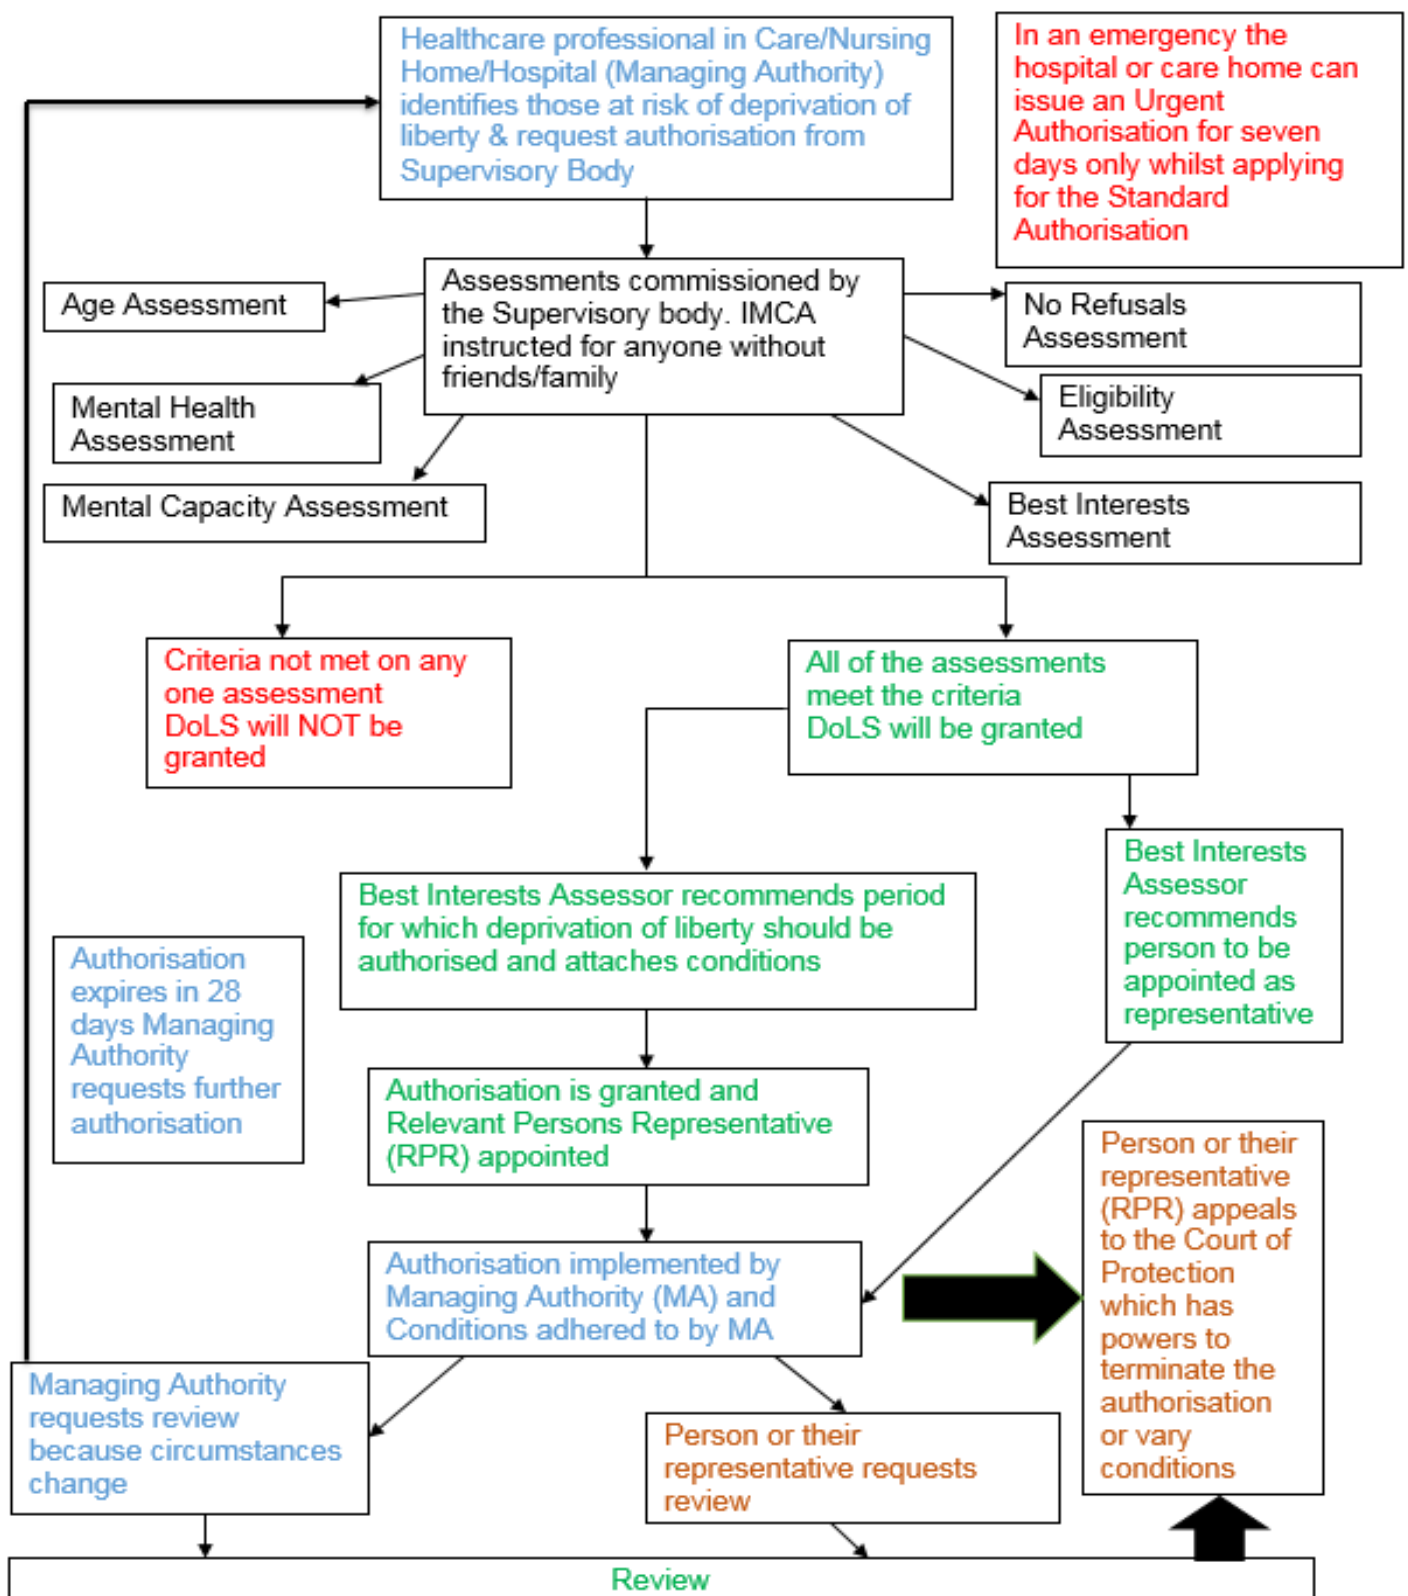 Healthcare professional in Care/Nursing
Home/Hospital (Managing Authority)
identifies those at risk of deprivation of
liberty & request authorisation from
Supervisory Body
In an emergency the
hospital or care home can
issue an Urgent
Authorisation for seven
days only whilst applying
for the Standard
Authorisation
Assessments commissioned by
the Supervisory body. IMCA
instructed for anyone without
friends/family
Age Assessment
Mental Health
Assessment
Mental Capacity Assessment
No Refusals
Assessment
Eligibility
Assessment
Best Interests
Assessment
Criteria not met on any
one assessment
DoLS will NOT be
granted
All of the assessments
meet the criteria
DoLS will be granted
Best Interests Assessor recommends period
for which deprivation of liberty should be
authorised and attaches conditions
Best Interests
Assessor
recommends
person to be
appointed as
representative
Authorisation
expires in 28
days Managing
Authority
requests further
authorisation
Authorisation is granted and
Relevant Persons Representative
(RPR) appointed
Authorisation implemented by
Managing Authority (MA) and
Conditions adhered to by MA
Person or their
representative
(RPR) appeals
to the Court of
Protection
which has
powers to
terminate the
authorisation
or vary
conditions
Managing Authority
requests review
because circumstances
change
Person or their
representative requests
review
Review